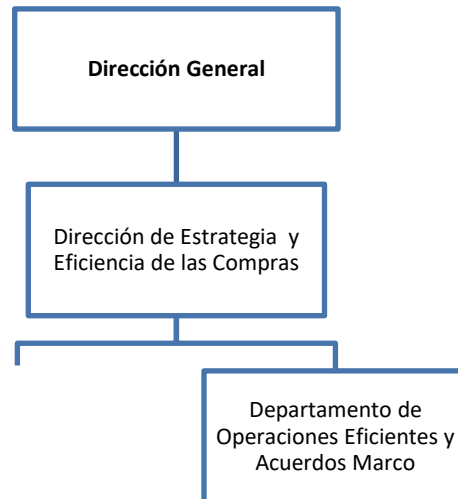 Dirección General
Dirección de Estrategia y
Eficiencia de las Compras
Departamento de
Operaciones Eficientes y
Acuerdos Marco